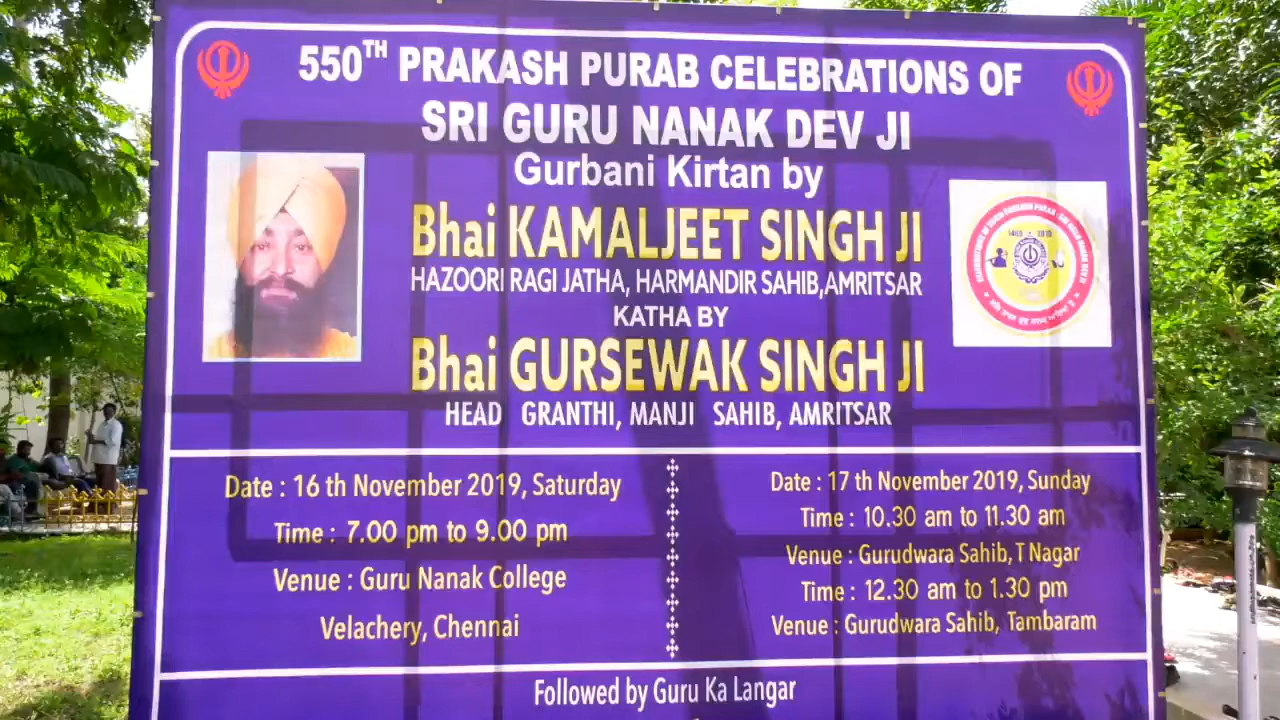 550TH PRAKASH PURAB CELEBRATIONS OF
SRI GURU NANAK DEV JI
Gurbani Kirtan by
Bhai KAMALJEET SINGH JI
HAZOORI RAGI JATHA, HARMANDIR SAHIB,AMRITSAR
KATHA BY
Bhai GURSEWAK SINGH JI
HEAD GRANTHI, MANJI SAHIB, AMRITSAR
1469 2019
Date : 16 th November 2019, Saturday
Time : 7.00 pm to 9.00 pm
Venue : Guru Nanak College
Velachery, Chennai
Date : 17 th November 2019, Sunday
Time : 10.30 am to 11.30 am
Venue : Gurudwara Sahib, T Nagar
Time : 12.30 am to 1.30 pm
Venue : Gurudwara Sahib, Tambaram
Followed by Guru Ka Langar